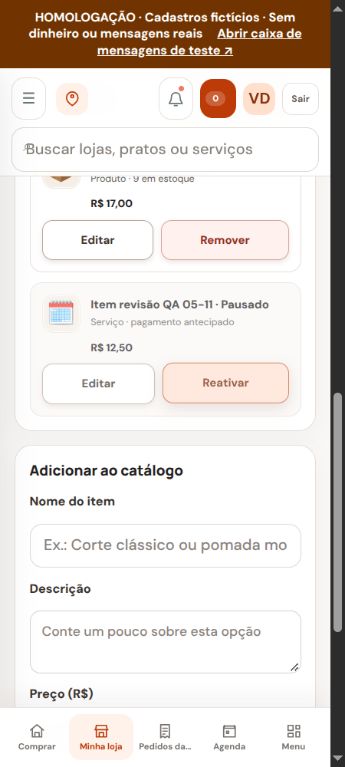 HOMOLOGAÇÃO · Cadastros fictícios · Sem
dinheiro ou mensagens reais Abrir caixa de
mensagens de teste ↗
0
VD
Sair
Buscar lojas, pratos ou serviços
Produto · 9 em estoque
R$ 17,00
Editar
Remover
Item revisão QA 05-11 · Pausado
Serviço · pagamento antecipado
R$ 12,50
Editar
Reativar
Adicionar ao catálogo
Nome do item
Ex.: Corte clássico ou pomada mo
Descrição
Conte um pouco sobre esta opção
Preço (R$)
Comprar
Minha loja
Pedidos da...
Agenda
Menu